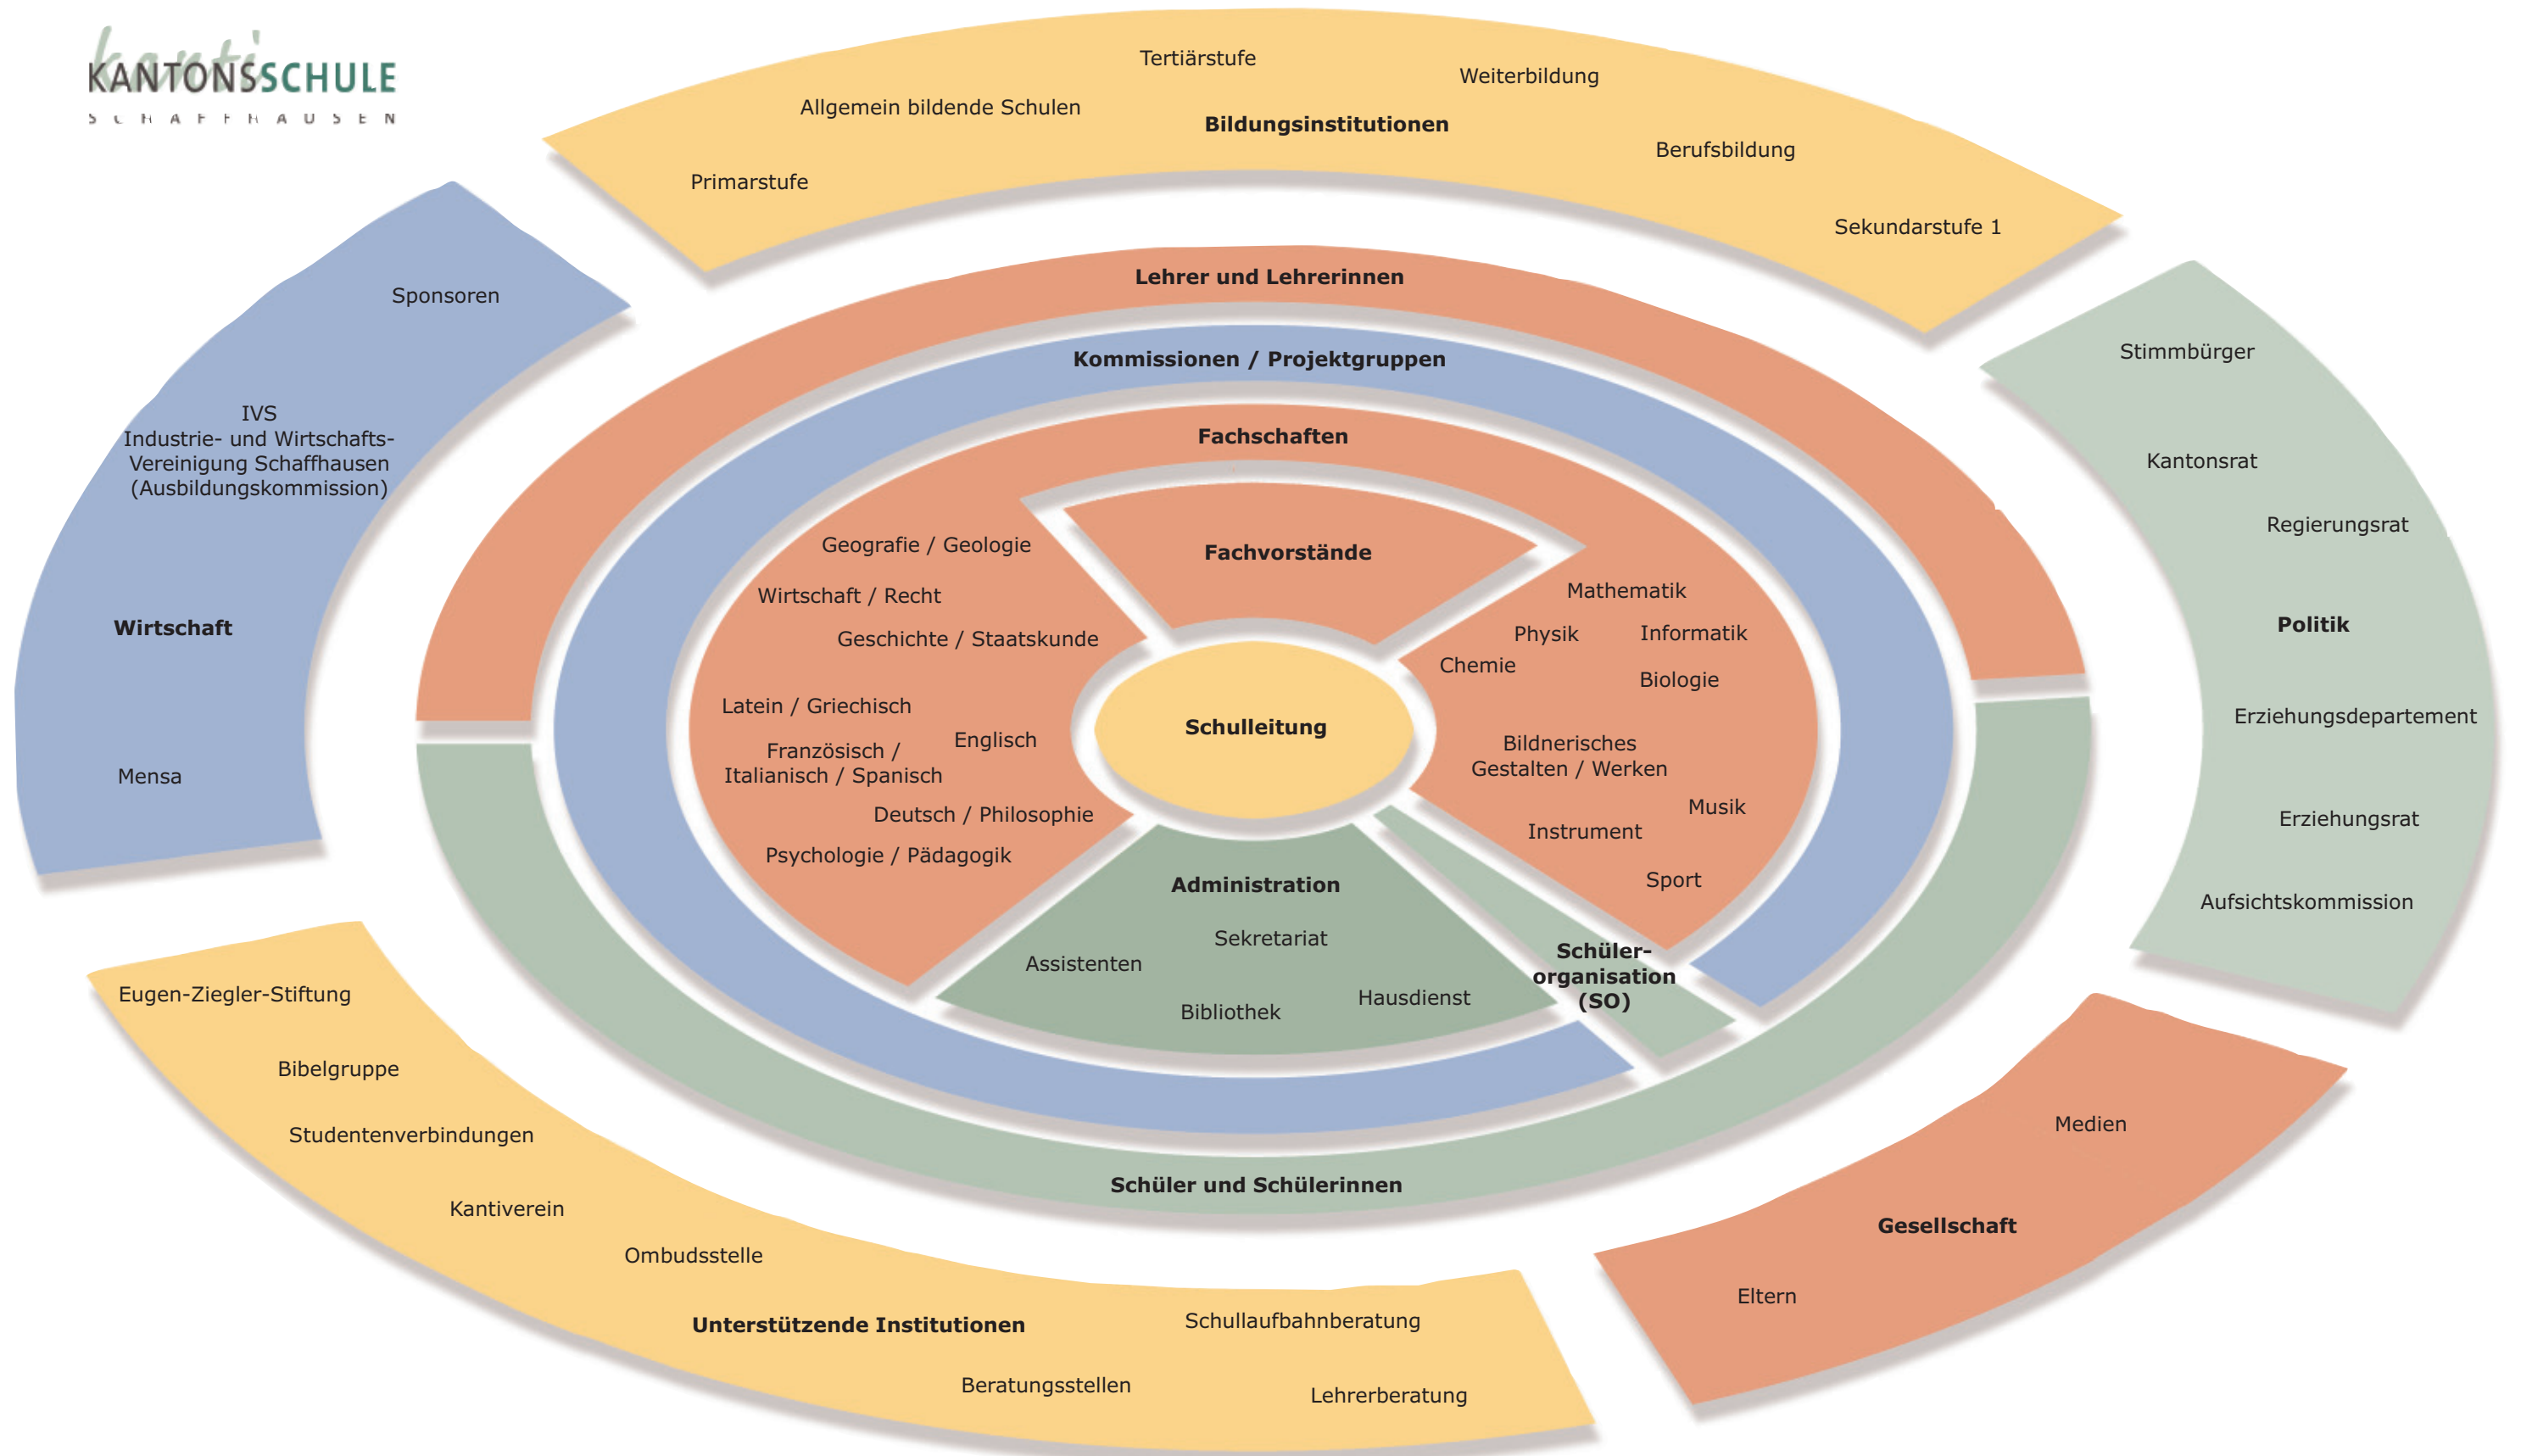 kanti
KANTONSSCHULE
SCHAFFHAUSEN
Tertiärstufe
Weiterbildung
Allgemein bildende Schulen
Bildungsinstitutionen
Berufsbildung
Primarstufe
Sekundarstufe 1
Lehrer und Lehrerinnen
Kommissionen / Projektgruppen
Fachschaften
Fachvorstände
Schulleitung
Geografie / Geologie
Wirtschaft / Recht
Geschichte / Staatskunde
Latein / Griechisch
Englisch
Französisch /
Italianisch / Spanisch
Deutsch / Philosophie
Psychologie / Pädagogik
Mathematik
Physik
Informatik
Chemie
Biologie
Bildnerisches
Gestalten / Werken
Musik
Instrument
Sport
Administration
Sekretariat
Assistenten
Hausdienst
Bibliothek
Schüler-
organisation
(SO)
Schüler und Schülerinnen
Sponsoren
IVS
Industrie- und Wirtschafts-
Vereinigung Schaffhausen
(Ausbildungskommission)
Wirtschaft
Mensa
Stimmbürger
Kantonsrat
Regierungsrat
Politik
Erziehungsdepartement
Erziehungsrat
Aufsichtskommission
Eugen-Ziegler-Stiftung
Bibelgruppe
Studentenverbindungen
Kantiverein
Ombudsstelle
Unterstützende Institutionen
Schullaufbahnberatung
Beratungsstellen
Lehrerberatung
Medien
Gesellschaft
Eltern